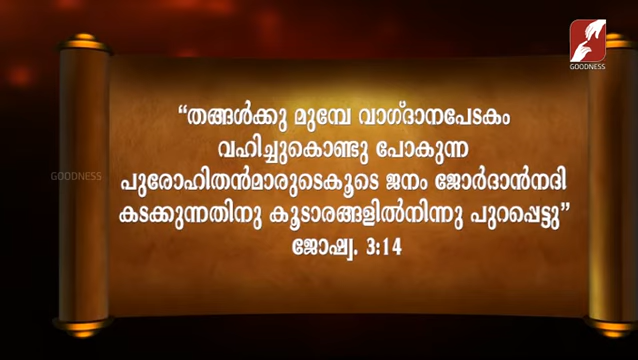 GOODNESS
“തങ്ങൾക്കു മുമ്പേ വാഗ്ദാനപേടകം
വഹിച്ചുകൊണ്ടു പോകുന്ന
GOODNESS
പുരോഹിതൻമാരുടെകൂടെ ജനം ജോർദാൻനദി
കടക്കുന്നതിനു കൂടാരങ്ങളിൽനിന്നു പുറപ്പെട്ടു”
ജോഷ്വ. 3:14